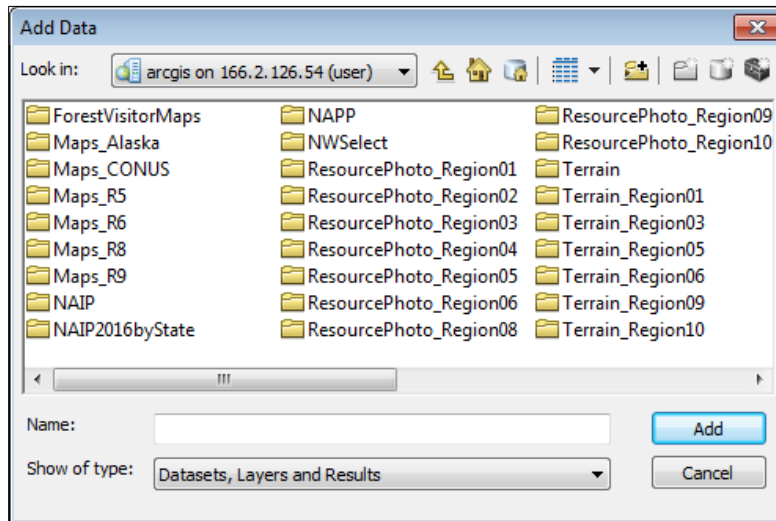 Add Data
Look in: arcgis on 166.2.126.54 (user)
ForestVisitorMaps
Maps_Alaska
Maps_CONUS
Maps_R5
Maps_R6
Maps_R8
Maps_R9
NAIP
NAIP2016byState
NAPP
NWSelect
ResourcePhoto_Region01
ResourcePhoto_Region02
ResourcePhoto_Region03
ResourcePhoto_Region04
ResourcePhoto_Region05
ResourcePhoto_Region06
ResourcePhoto_Region08
ResourcePhoto_Region09
ResourcePhoto_Region10
Terrain
Terrain_Region01
Terrain_Region03
Terrain_Region05
Terrain_Region06
Terrain_Region09
Terrain_Region10
Name:
Add
Show of type: Datasets, Layers and Results
Cancel